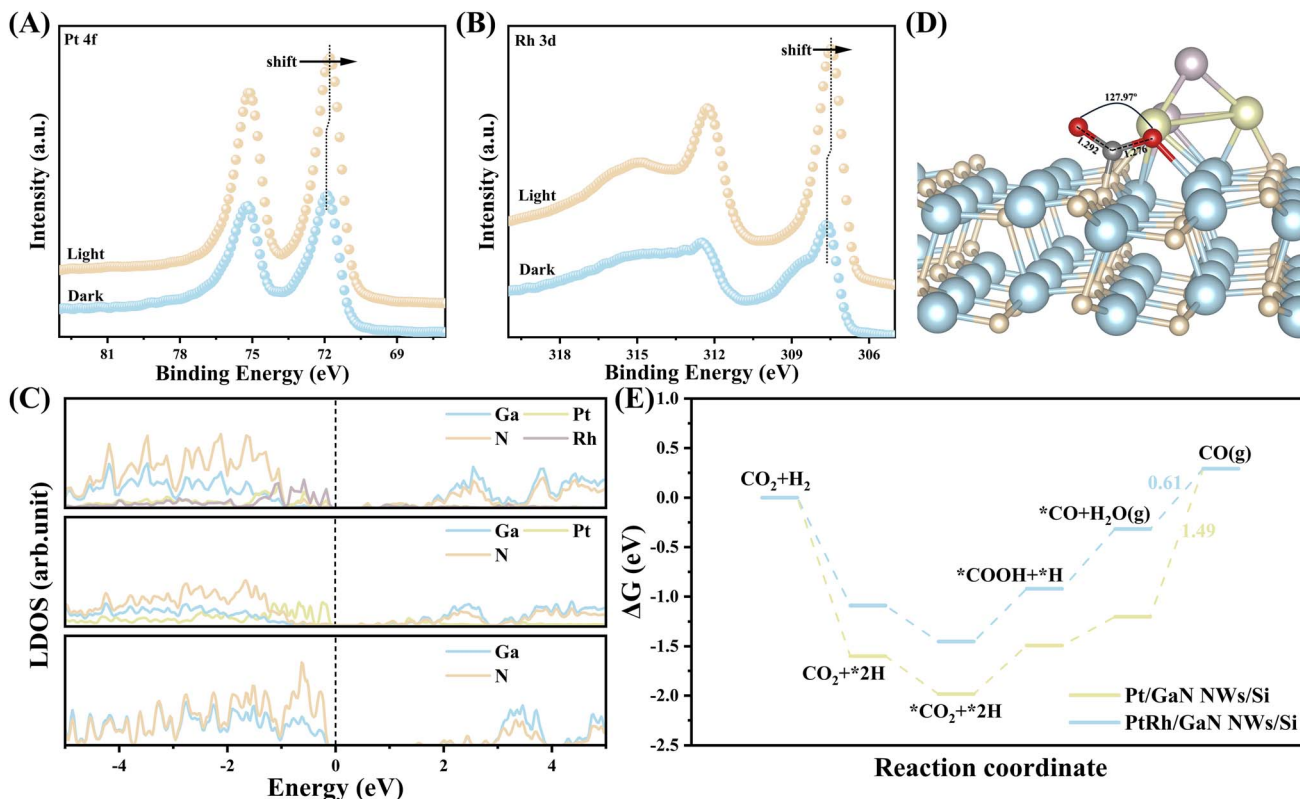 (A)
Pt 4f
shift
Light
Dark
Intensity (a.u.)
81
78
75
72
69
Binding Energy (eV)
(B)
Rh 3d
shift
Light
Dark
Intensity (a.u.)
318
315
312
309
306
Binding Energy (eV)
(D)
127.97°
1.292
1.276
(C)
Ga
Pt
N
Rh
Ga
Pt
N
Ga
N
LDOS (arb.unit)
-4
-2
0
2
4
Energy (eV)
(E)
1.0
0.5
0.0
-0.5
-1.0
-1.5
-2.0
-2.5
ΔG (eV)
CO₂+H₂
CO₂+*2H
*CO₂+*2H
*COOH+*H
*CO+H₂O(g)
CO(g)
0.61
1.49
Pt/GaN NWs/Si
PtRh/GaN NWs/Si
Reaction coordinate